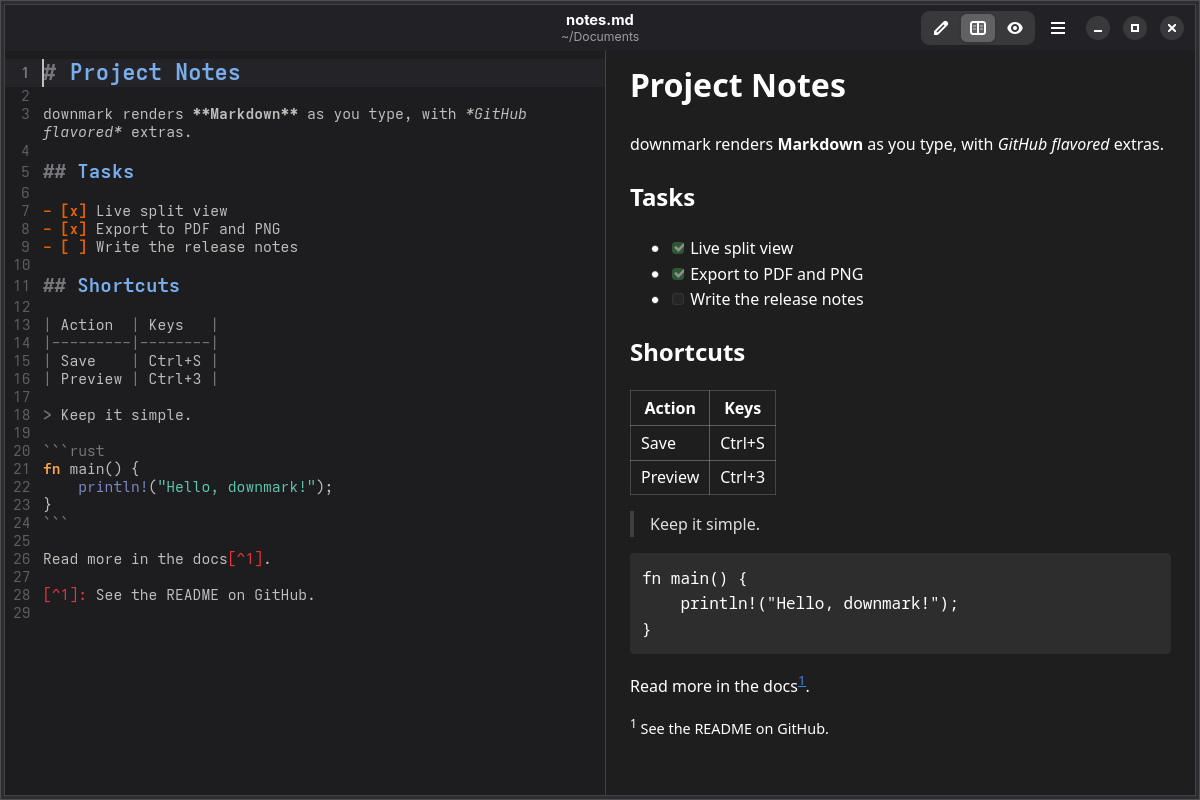 notes.md
~/Documents
1 # Project Notes
2
3 downmark renders **Markdown** as you type, with *GitHub
flavored* extras.
4
5 ## Tasks
6
7 - [x] Live split view
8 - [x] Export to PDF and PNG
9 - [ ] Write the release notes
10
11 ## Shortcuts
12
13 | Action  | Keys   |
14 |---------|--------|
15 | Save    | Ctrl+S |
16 | Preview | Ctrl+3 |
17
18 > Keep it simple.
19
20 ```rust
21 fn main() {
22     println!("Hello, downmark!");
23 }
24 ```
25
26 Read more in the docs[^1].
27
28 [^1]: See the README on GitHub.
29
Project Notes
downmark renders Markdown as you type, with GitHub flavored extras.
Tasks
Live split view
Export to PDF and PNG
Write the release notes
Shortcuts
Action Keys
Save Ctrl+S
Preview Ctrl+3
Keep it simple.
fn main() {
    println!("Hello, downmark!");
}
Read more in the docs1.
1 See the README on GitHub.